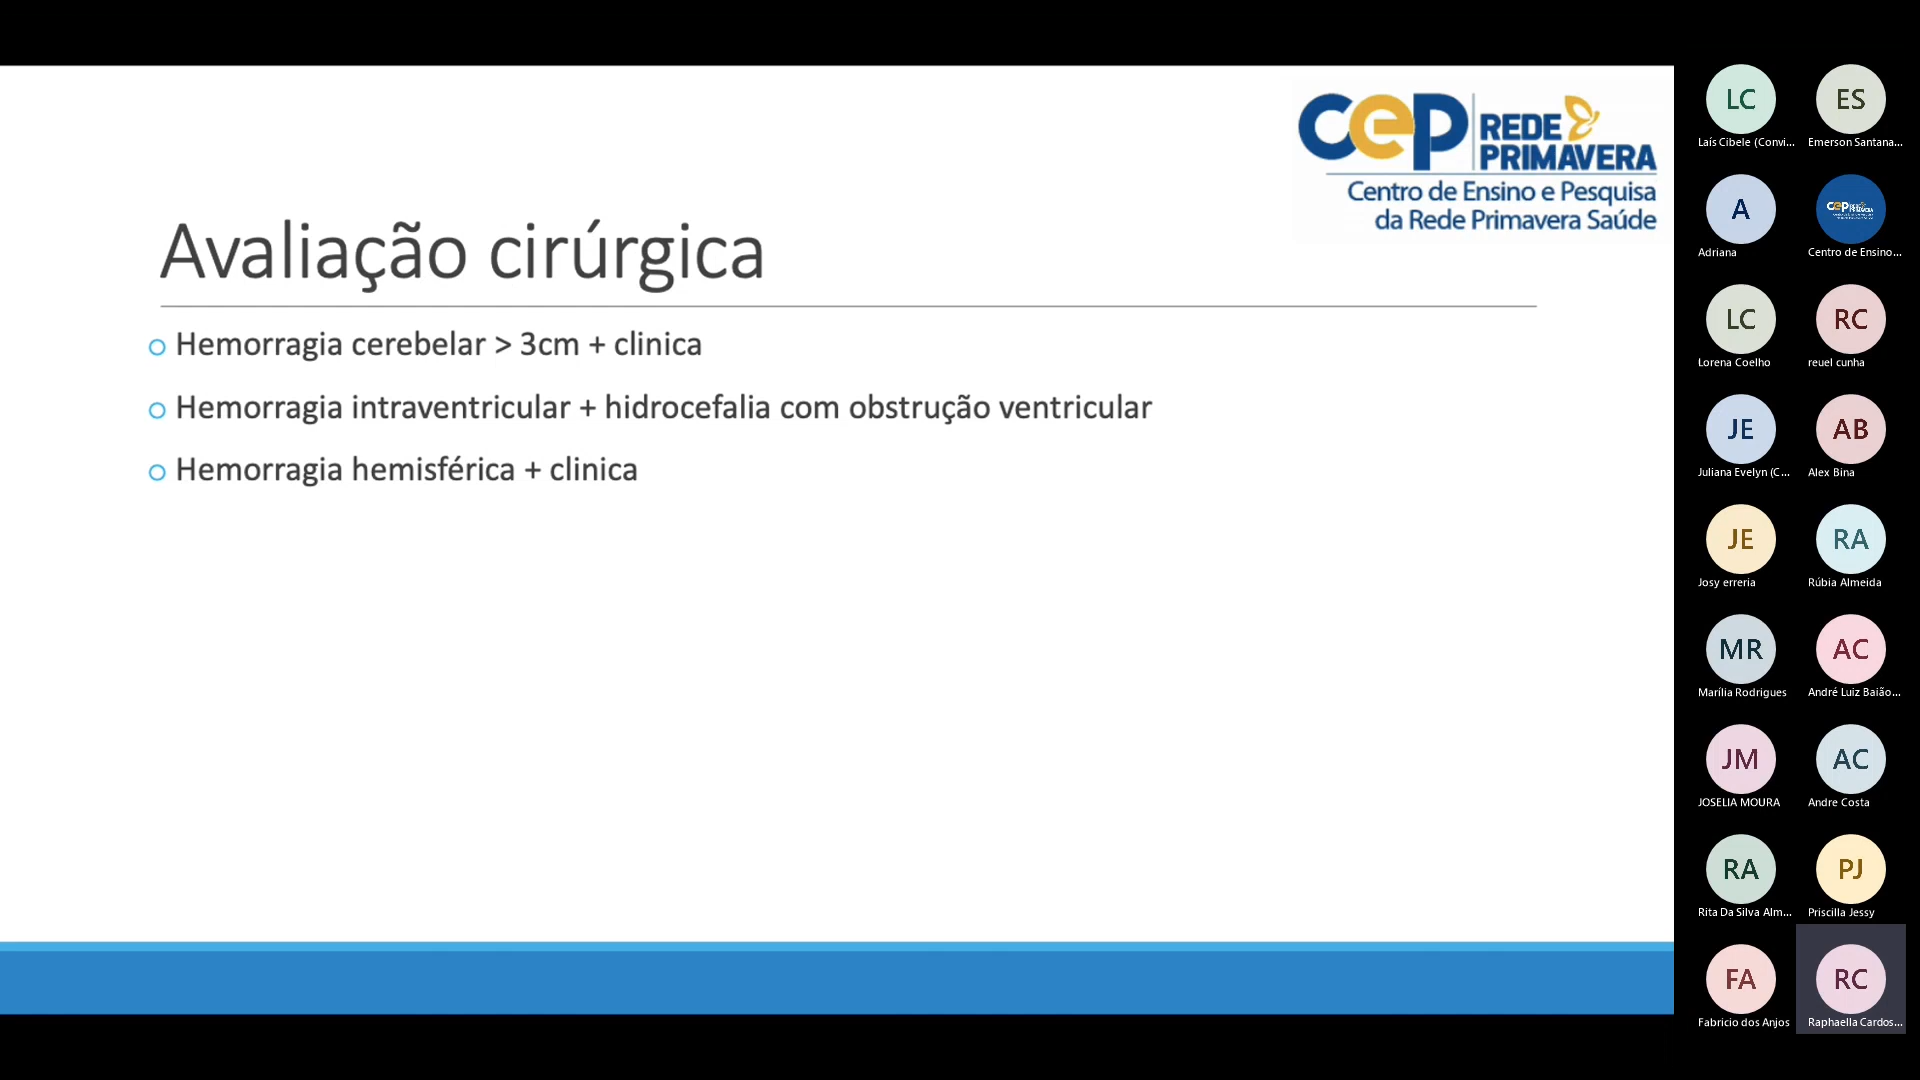 cep REDE
PRIMAVERA
Centro de Ensino e Pesquisa
da Rede Primavera Saúde
Avaliação cirúrgica
Hemorragia cerebelar > 3cm + clinica
Hemorragia intraventricular + hidrocefalia com obstrução ventricular
Hemorragia hemisférica + clinica
LC
Laís Cibele (Convi...
ES
Emerson Santana...
A
Adriana
cep REDE PRIMAVERA
Centro de Ensino...
LC
Lorena Coelho
RC
reuel cunha
JE
Juliana Evelyn (C...
AB
Alex Bina
JE
Josy erreria
RA
Rúbia Almeida
MR
Marília Rodrigues
AC
André Luiz Baião...
JM
JOSELIA MOURA
AC
Andre Costa
RA
Rita Da Silva Alm...
PJ
Priscilla Jessy
FA
Fabricio dos Anjos
RC
Raphaella Cardos...